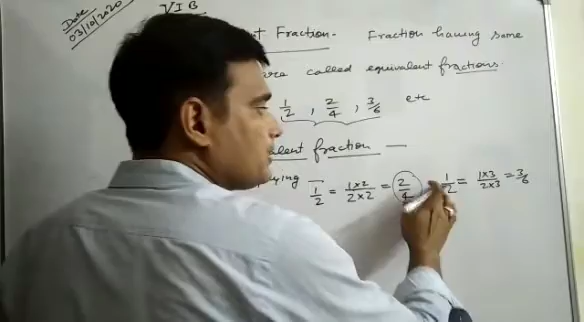 Date
03/10/2020
VI B
t Fraction- Fraction having same
are called equivalent fractions.
1/2 , 2/4 , 3/6 etc
alent fraction —
ying —
1/2 = 1×2/2×2 = 2/4 1/2 = 1×3/2×3 = 3/6